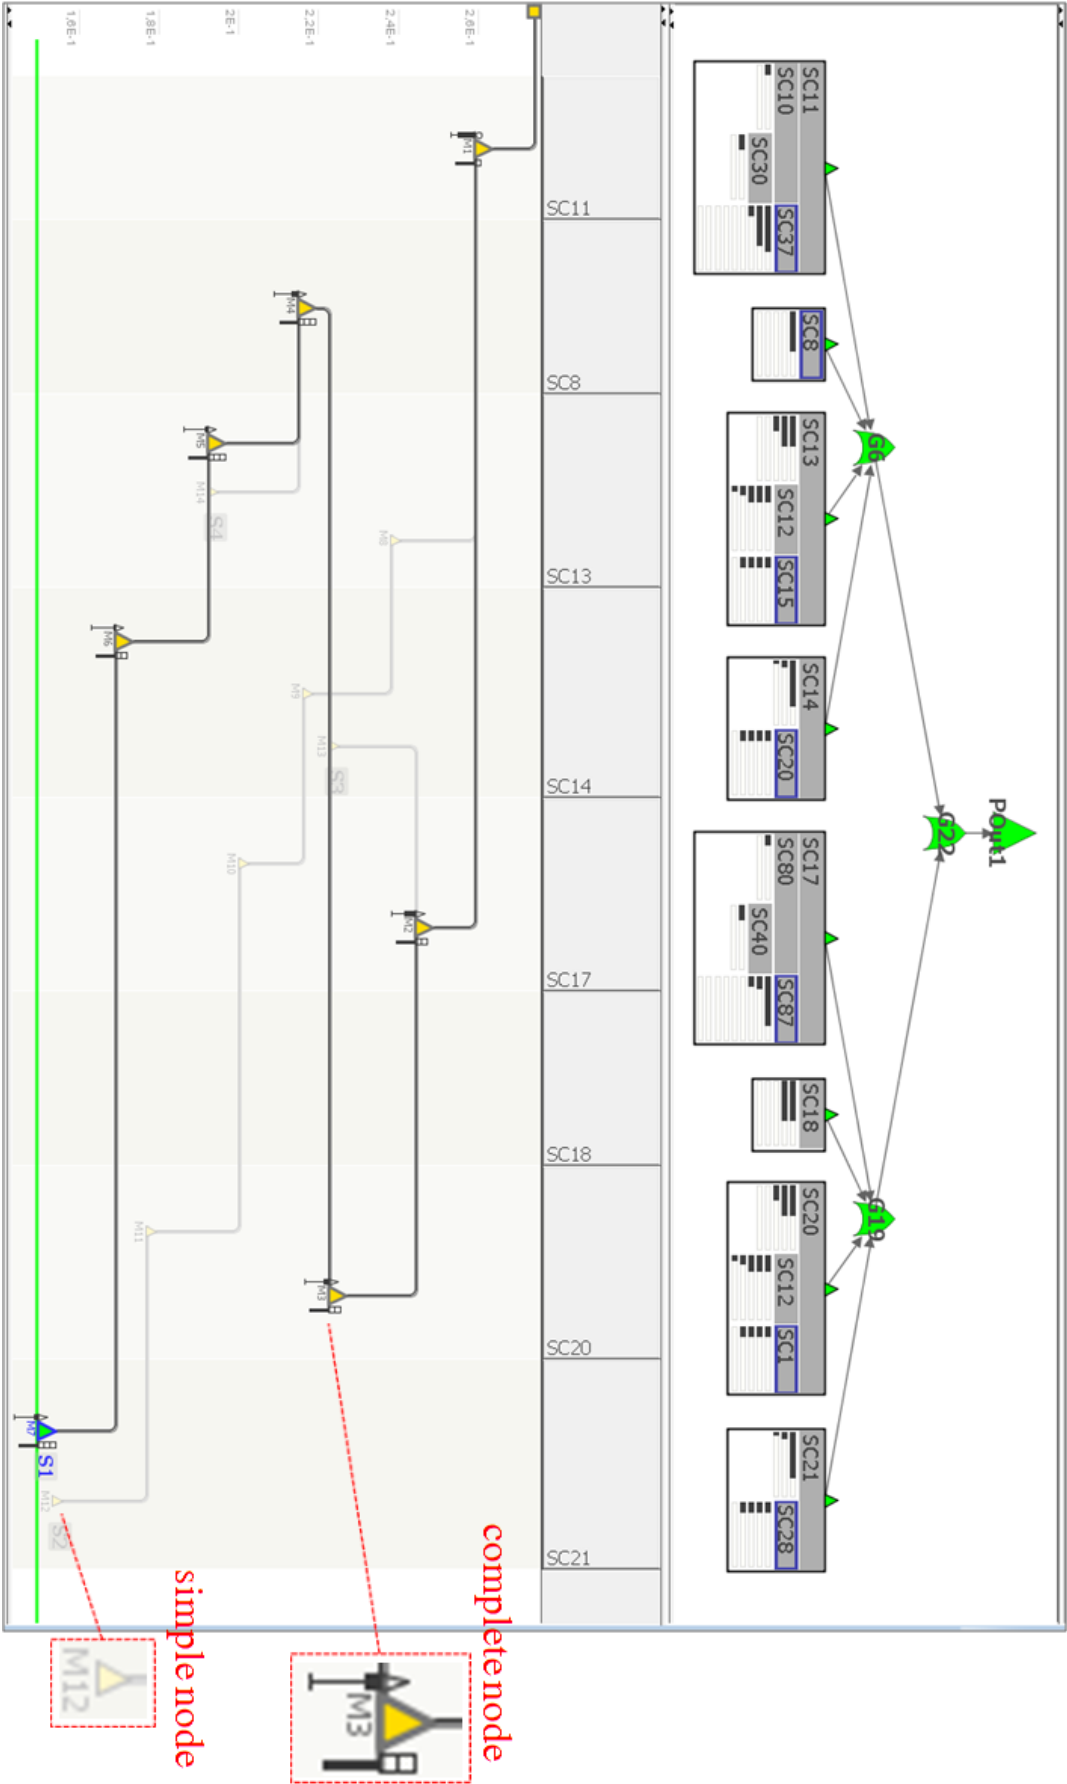 POut1
G22
G6
G19
SC11
SC10
SC30
SC37
SC8
SC13
SC12
SC15
SC14
SC20
SC17
SC80
SC40
SC87
SC18
SC20
SC12
SC1
SC21
SC28
SC11
SC8
SC13
SC14
SC17
SC18
SC20
SC21
2,6E-1
2,4E-1
2,2E-1
2E-1
1,8E-1
1,6E-1
M1
M8
M2
M4
M9
M13
S3
M3
M5
M14
S4
M10
M6
M11
M7
S1
M12
S2
complete node
M3
simple node
M12